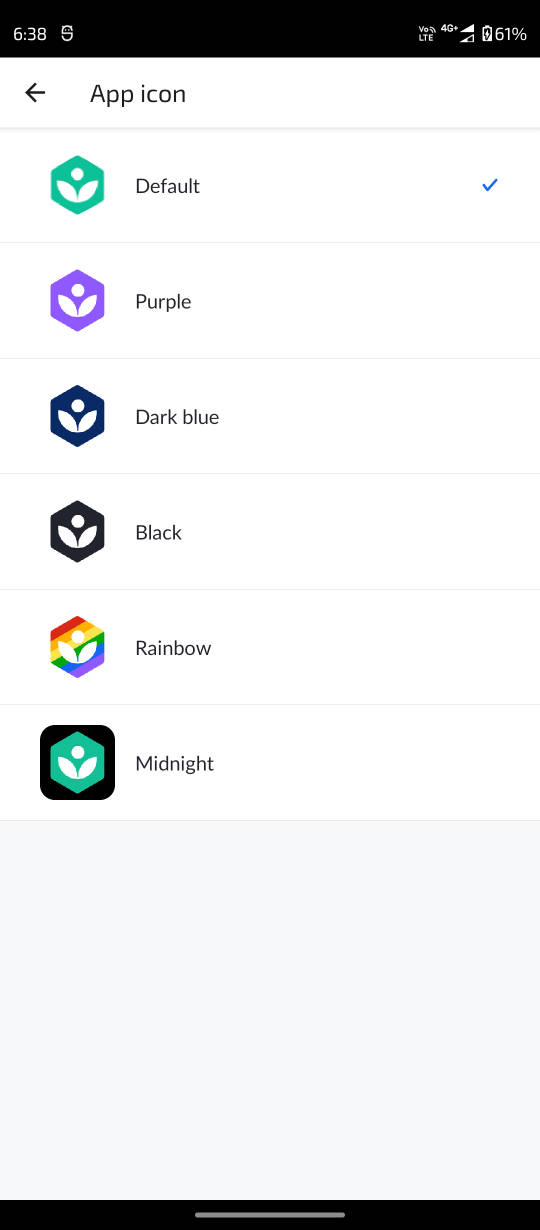 6:38 Vo LTE 4G+ 61%
App icon
Default
Purple
Dark blue
Black
Rainbow
Midnight